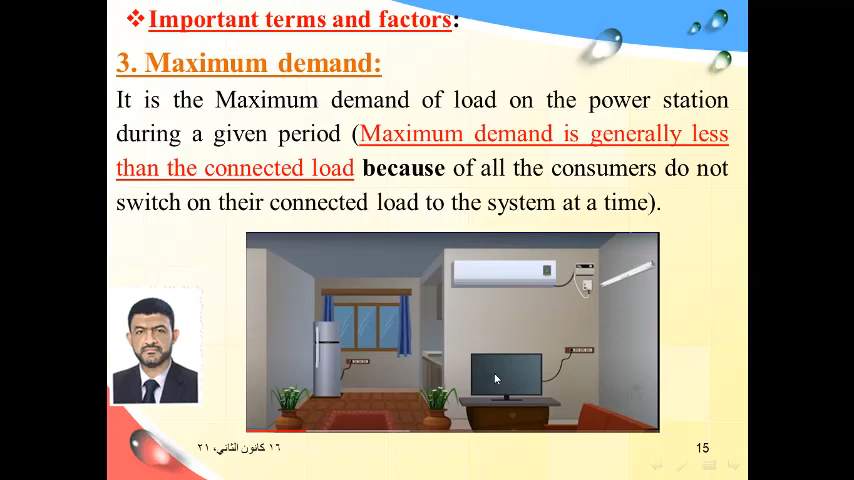 ❖Important terms and factors:
3. Maximum demand:
It is the Maximum demand of load on the power station
during a given period (Maximum demand is generally less
than the connected load because of all the consumers do not
switch on their connected load to the system at a time).
١٦ كانون الثاني، ٢١
15